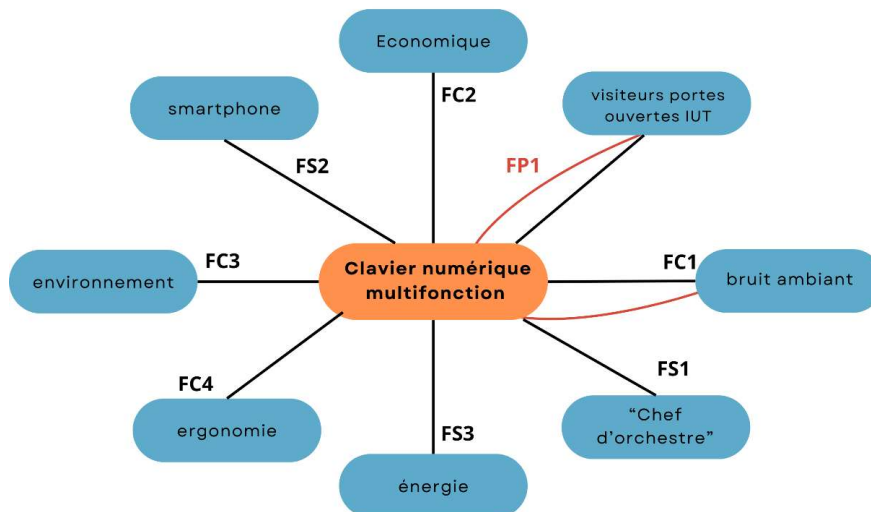 Economique
FC2
visiteurs portes
ouvertes IUT
smartphone
FS2
FP1
FC3
environnement
Clavier numérique
multifonction
FC1
bruit ambiant
FC4
ergonomie
FS3
énergie
FS1
“Chef
d’orchestre”